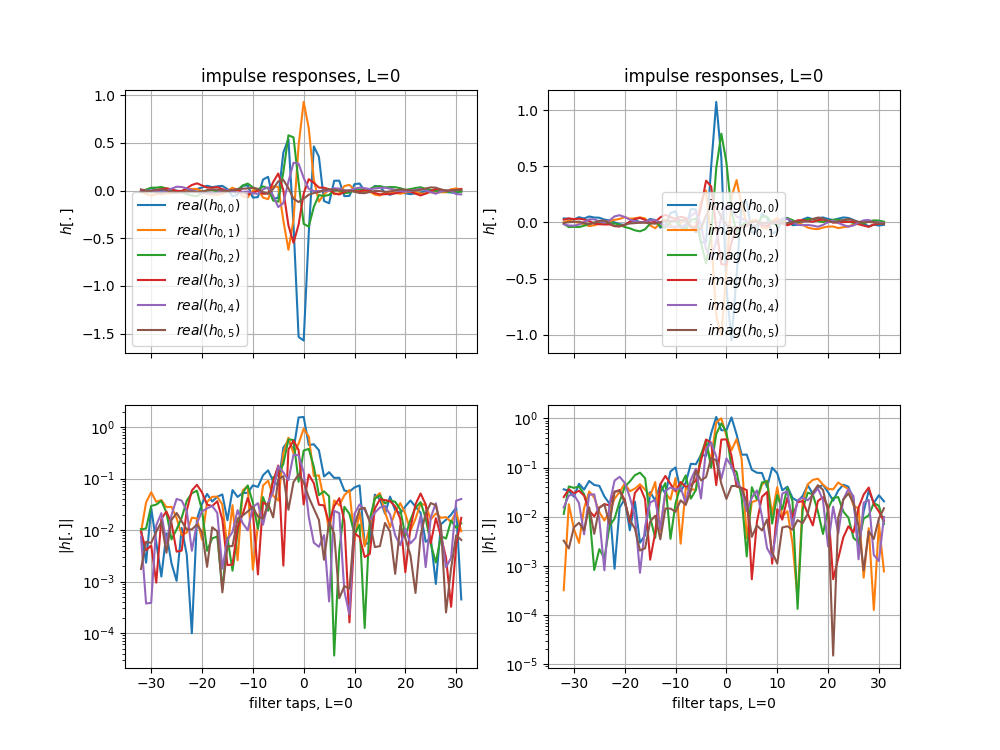 impulse responses, L=0
impulse responses, L=0
1.0
0.5
0.0
−0.5
−1.0
−1.5
h[.]
real(h0,0)
real(h0,1)
real(h0,2)
real(h0,3)
real(h0,4)
real(h0,5)
1.0
0.5
0.0
−0.5
−1.0
h[.]
imag(h0,0)
imag(h0,1)
imag(h0,2)
imag(h0,3)
imag(h0,4)
imag(h0,5)
10^0
10^−1
10^−2
10^−3
10^−4
|h[.]|
−30 −20 −10 0 10 20 30
filter taps, L=0
10^0
10^−1
10^−2
10^−3
10^−4
10^−5
|h[.]|
−30 −20 −10 0 10 20 30
filter taps, L=0